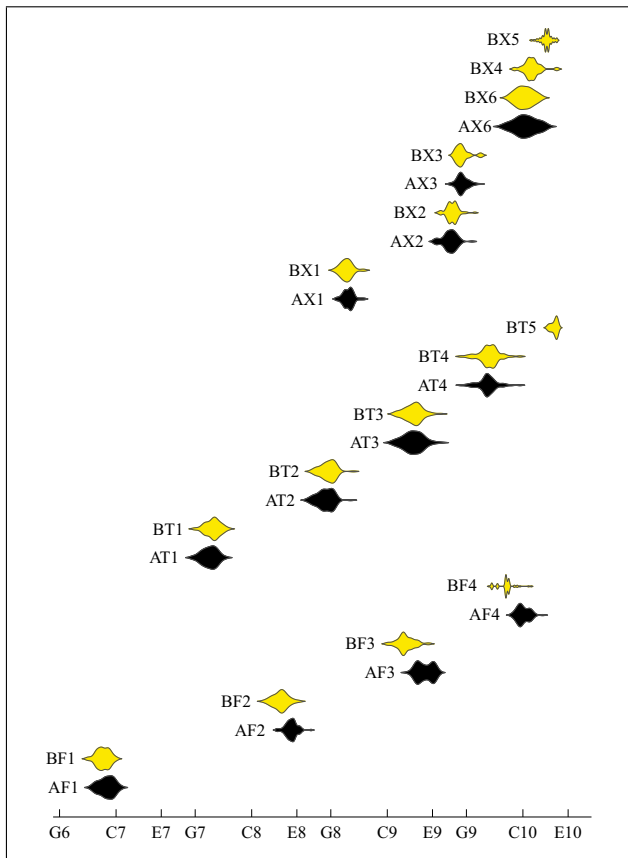 BX5
BX4
BX6
AX6
BX3
AX3
BX2
AX2
BX1
AX1
BT5
BT4
AT4
BT3
AT3
BT2
AT2
BT1
AT1
BF4
AF4
BF3
AF3
BF2
AF2
BF1
AF1
G6 C7 E7 G7 C8 E8 G8 C9 E9 G9 C10 E10